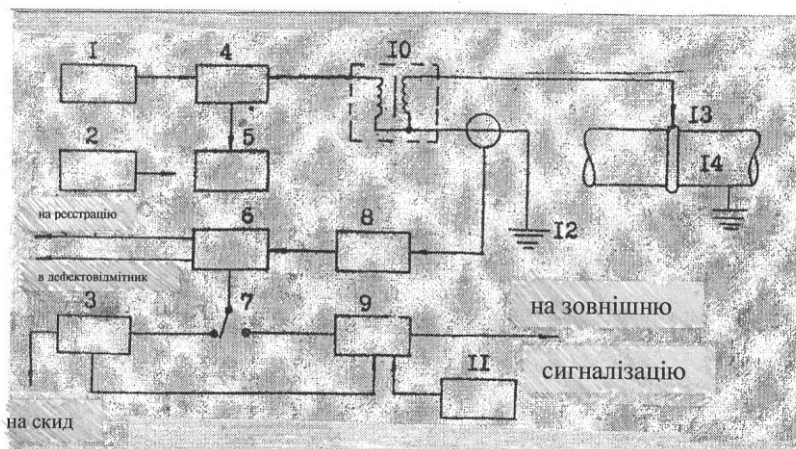 I 4 I0
I3
2 5
I4
на реєстрацію
6 8
I2
в дефектовідмітник
3 7 9
на зовнішню
сигналізацію
II
на скид